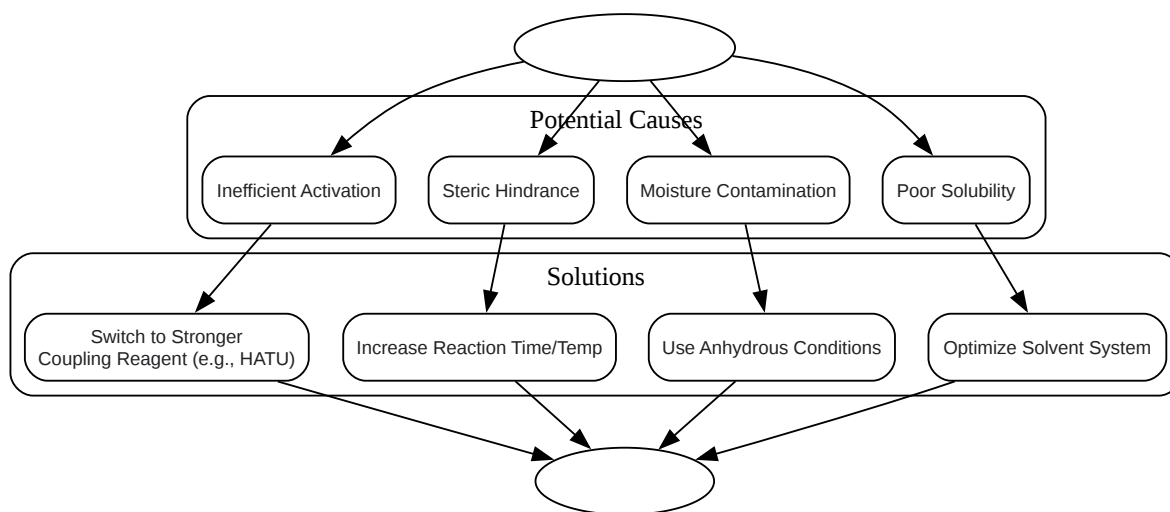 Potential Causes
Inefficient Activation
Steric Hindrance
Moisture Contamination
Poor Solubility
Solutions
Switch to Stronger
Coupling Reagent (e.g., HATU)
Increase Reaction Time/Temp
Use Anhydrous Conditions
Optimize Solvent System